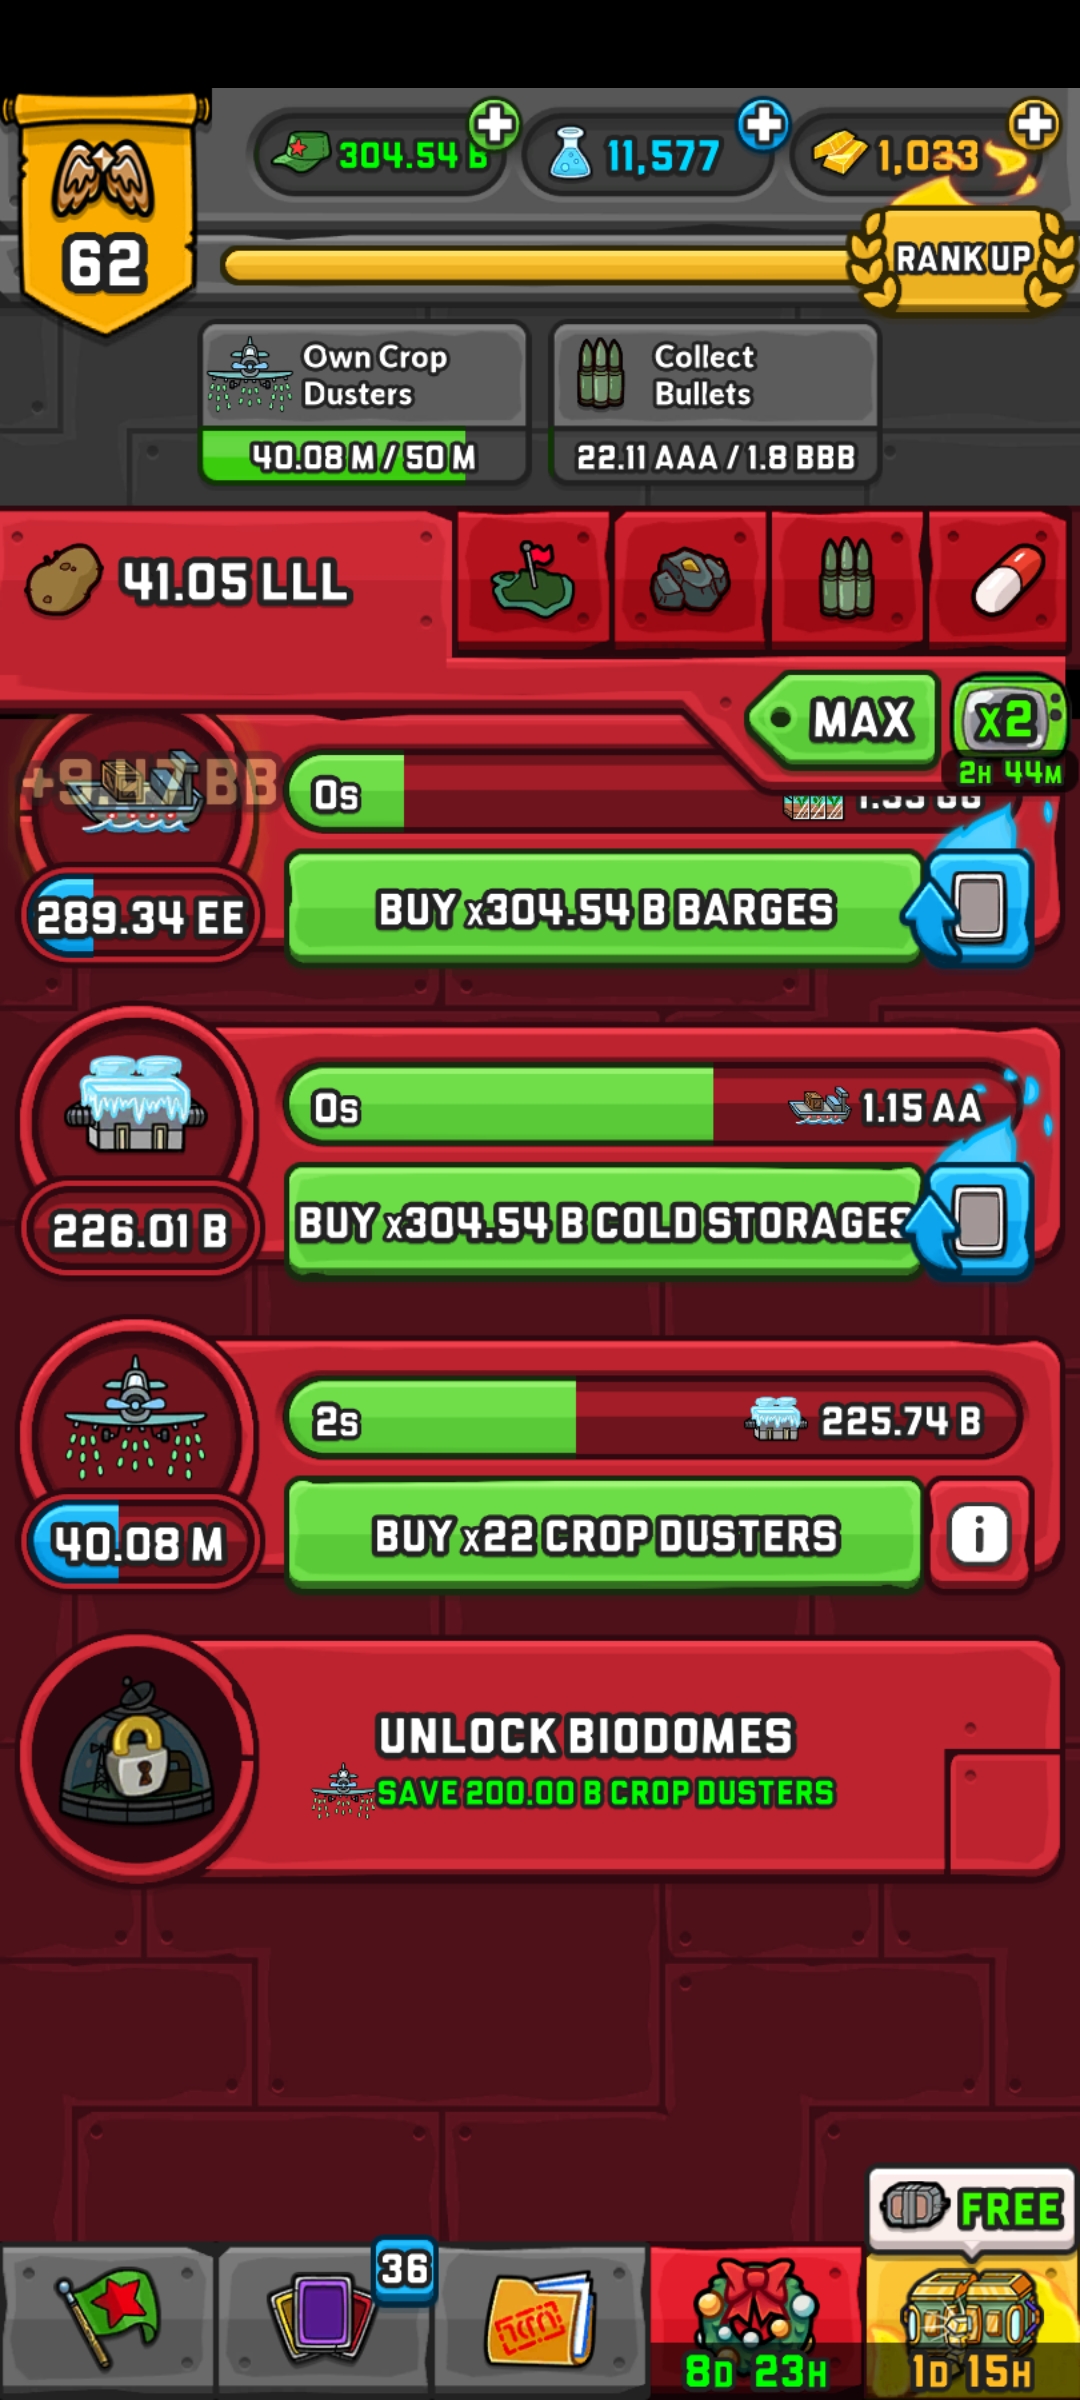 304.54 B
11,577
1,033
62
RANK UP
Own Crop
Dusters
Collect
Bullets
40.08 M / 50 M
22.11 AAA / 1.8 BBB
41.05 LLL
MAX
x2
2H 44M
+9.47 BB
0s
289.34 EE
BUY x304.54 B BARGES
0s
1.15 AA
226.01 B
BUY x304.54 B COLD STORAGES
2s
225.74 B
40.08 M
BUY x22 CROP DUSTERS
i
UNLOCK BIODOMES
SAVE 200.00 B CROP DUSTERS
FREE
36
8D 23H
1D 15H